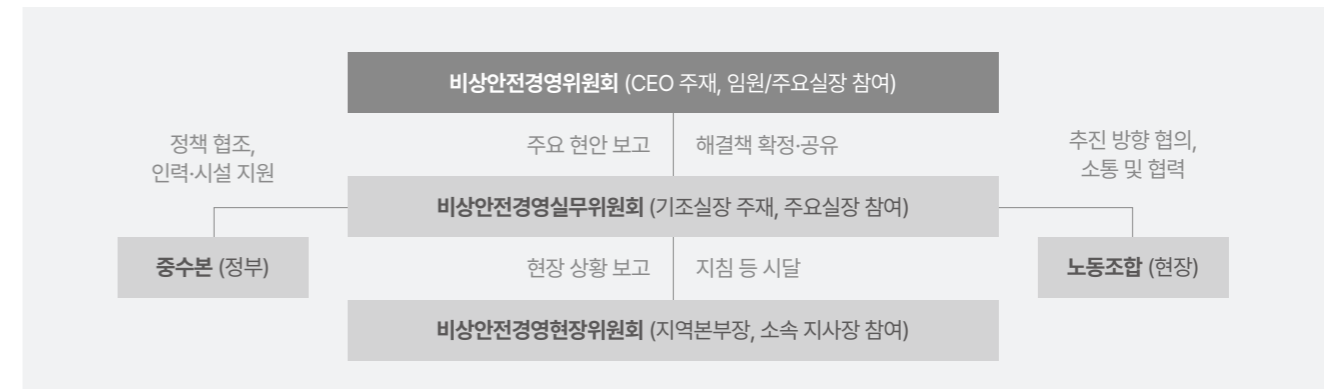 비상안전경영위원회 (CEO 주재, 임원/주요실장 참여)
정책 협조,
인력·시설 지원
주요 현안 보고
해결책 확정·공유
추진 방향 협의,
소통 및 협력
비상안전경영실무위원회 (기조실장 주재, 주요실장 참여)
중수본 (정부)
현장 상황 보고
지침 등 시달
노동조합 (현장)
비상안전경영현장위원회 (지역본부장, 소속 지사장 참여)